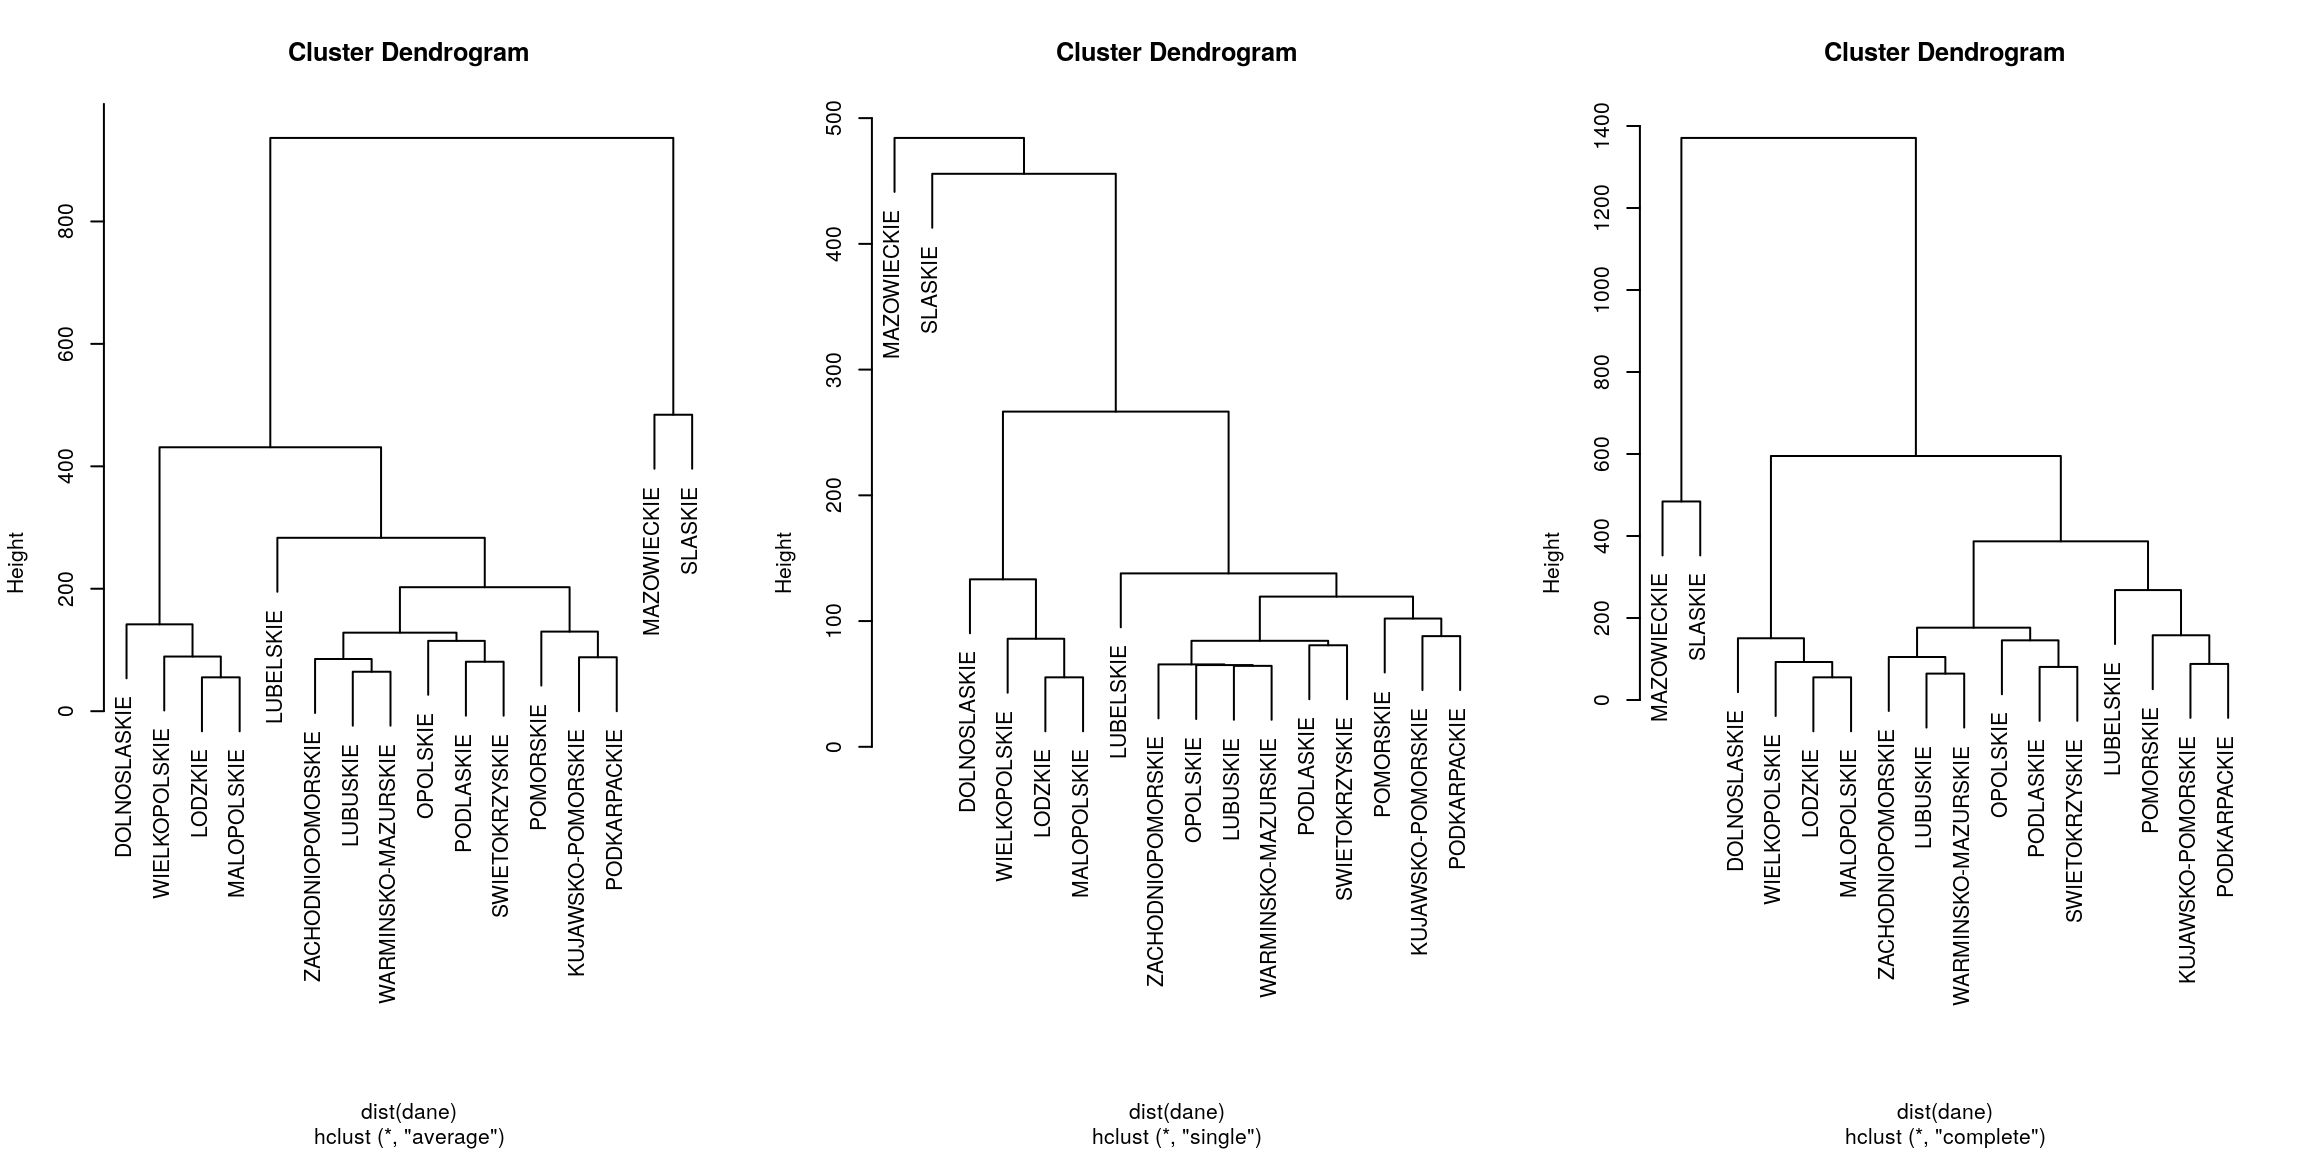 Cluster Dendrogram
Height
0
200
400
600
800
DOLNOSLASKIE
WIELKOPOLSKIE
LODZKIE
MALOPOLSKIE
LUBELSKIE
ZACHODNIOPOMORSKIE
LUBUSKIE
WARMINSKO-MAZURSKIE
OPOLSKIE
PODLASKIE
SWIETOKRZYSKIE
POMORSKIE
KUJAWSKO-POMORSKIE
PODKARPACKIE
MAZOWIECKIE
SLASKIE
dist(dane)
hclust (*, "average")
Cluster Dendrogram
Height
0
100
200
300
400
500
MAZOWIECKIE
SLASKIE
DOLNOSLASKIE
WIELKOPOLSKIE
LODZKIE
MALOPOLSKIE
LUBELSKIE
ZACHODNIOPOMORSKIE
OPOLSKIE
LUBUSKIE
WARMINSKO-MAZURSKIE
PODLASKIE
SWIETOKRZYSKIE
POMORSKIE
KUJAWSKO-POMORSKIE
PODKARPACKIE
dist(dane)
hclust (*, "single")
Cluster Dendrogram
Height
0
200
400
600
800
1000
1200
1400
MAZOWIECKIE
SLASKIE
DOLNOSLASKIE
WIELKOPOLSKIE
LODZKIE
MALOPOLSKIE
ZACHODNIOPOMORSKIE
LUBUSKIE
WARMINSKO-MAZURSKIE
OPOLSKIE
PODLASKIE
SWIETOKRZYSKIE
LUBELSKIE
POMORSKIE
KUJAWSKO-POMORSKIE
PODKARPACKIE
dist(dane)
hclust (*, "complete")